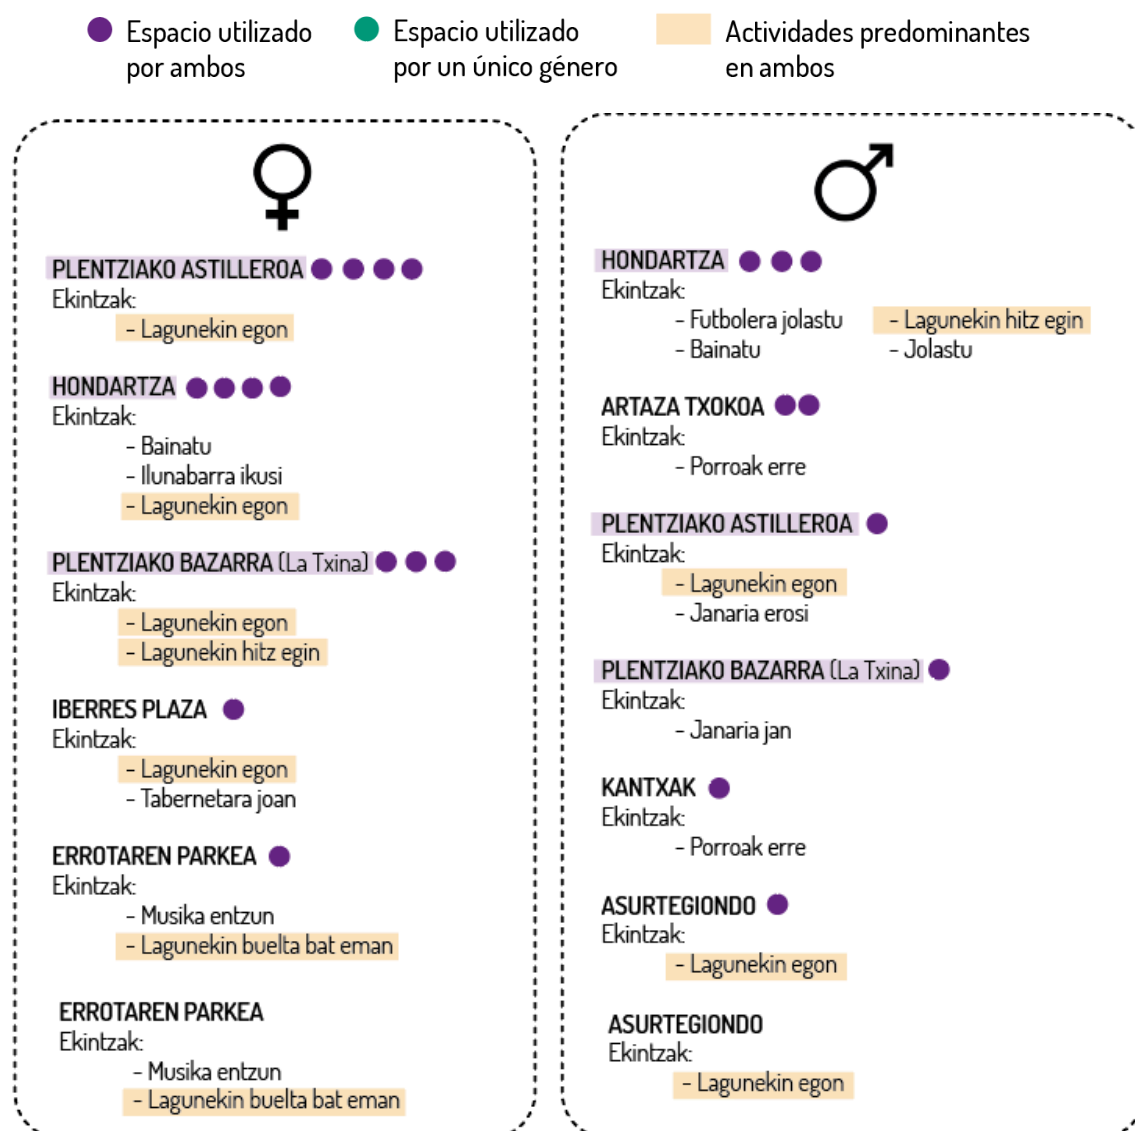 Espacio utilizado
por ambos
Espacio utilizado
por un único género
Actividades predominantes
en ambos
PLENTZIAKO ASTILLEROA
Ekintzak:
- Lagunekin egon
HONDARTZA
Ekintzak:
- Bainatu
- Ilunabarra ikusi
- Lagunekin egon
PLENTZIAKO BAZARRA (La Txina)
Ekintzak:
- Lagunekin egon
- Lagunekin hitz egin
IBERRES PLAZA
Ekintzak:
- Lagunekin egon
- Tabernetara joan
ERROTAREN PARKEA
Ekintzak:
- Musika entzun
- Lagunekin buelta bat eman
ERROTAREN PARKEA
Ekintzak:
- Musika entzun
- Lagunekin buelta bat eman
HONDARTZA
Ekintzak:
- Futbolera jolastu - Lagunekin hitz egin
- Bainatu - Jolastu
ARTAZA TXOKOA
Ekintzak:
- Porroak erre
PLENTZIAKO ASTILLEROA
Ekintzak:
- Lagunekin egon
- Janaria erosi
PLENTZIAKO BAZARRA (La Txina)
Ekintzak:
- Janaria jan
KANTXAK
Ekintzak:
- Porroak erre
ASURTEGIONDO
Ekintzak:
- Lagunekin egon
ASURTEGIONDO
Ekintzak:
- Lagunekin egon